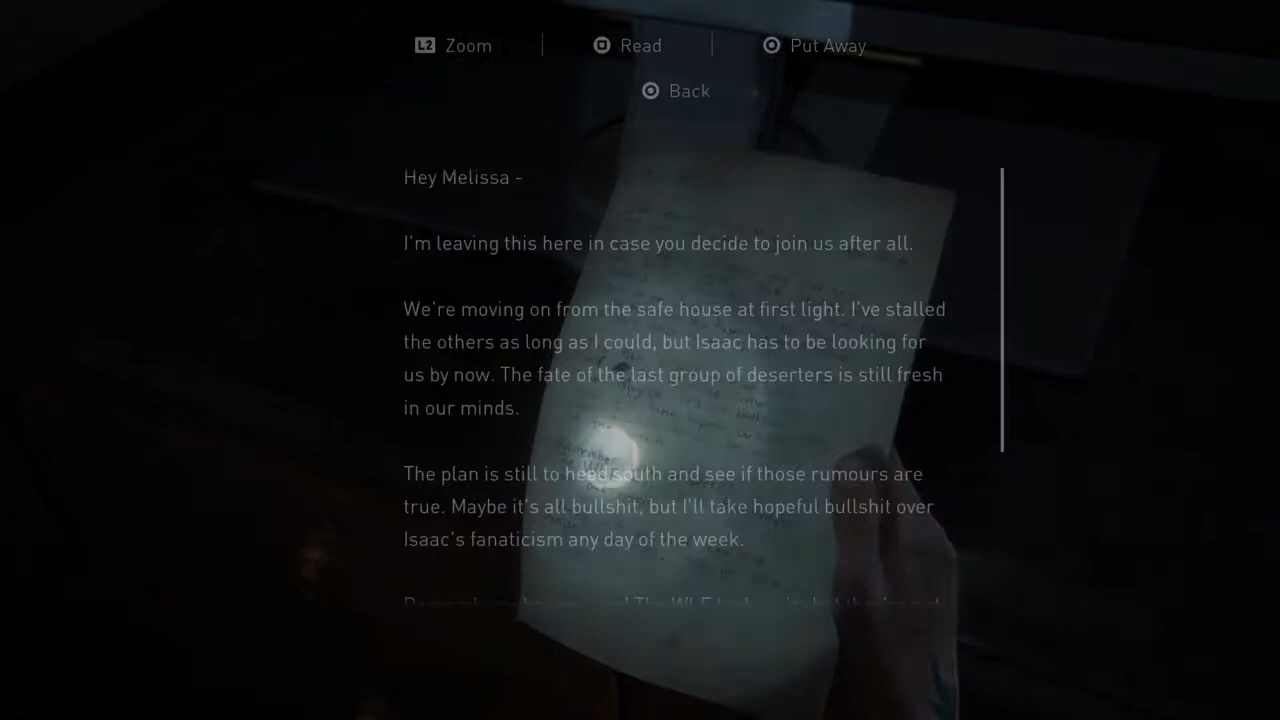 L2 Zoom | Read | Put Away
Back
Hey Melissa -
I'm leaving this here in case you decide to join us after all.
We're moving on from the safe house at first light. I've stalled
the others as long as I could, but Isaac has to be looking for
us by now. The fate of the last group of deserters is still fresh
in our minds.
The plan is still to head south and see if those rumours are
true. Maybe it's all bullshit, but I'll take hopeful bullshit over
Isaac's fanaticism any day of the week.